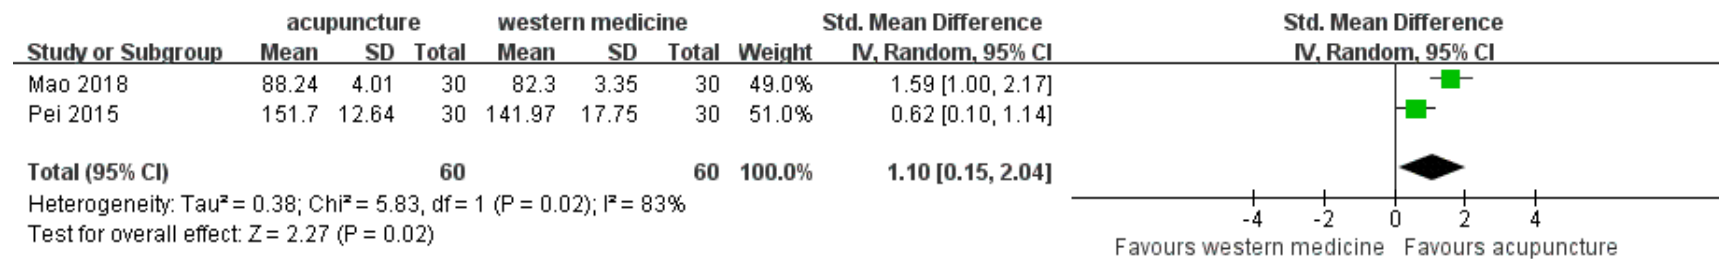 acupuncture western medicine Std. Mean Difference Std. Mean Difference
Study or Subgroup Mean SD Total Mean SD Total Weight IV, Random, 95% CI IV, Random, 95% CI
Mao 2018 88.24 4.01 30 82.3 3.35 30 49.0% 1.59 [1.00, 2.17]
Pei 2015 151.7 12.64 30 141.97 17.75 30 51.0% 0.62 [0.10, 1.14]
Total (95% CI) 60 60 100.0% 1.10 [0.15, 2.04]
Heterogeneity: Tau² = 0.38; Chi² = 5.83, df = 1 (P = 0.02); I² = 83%
Test for overall effect: Z = 2.27 (P = 0.02)
-4 -2 0 2 4
Favours western medicine Favours acupuncture